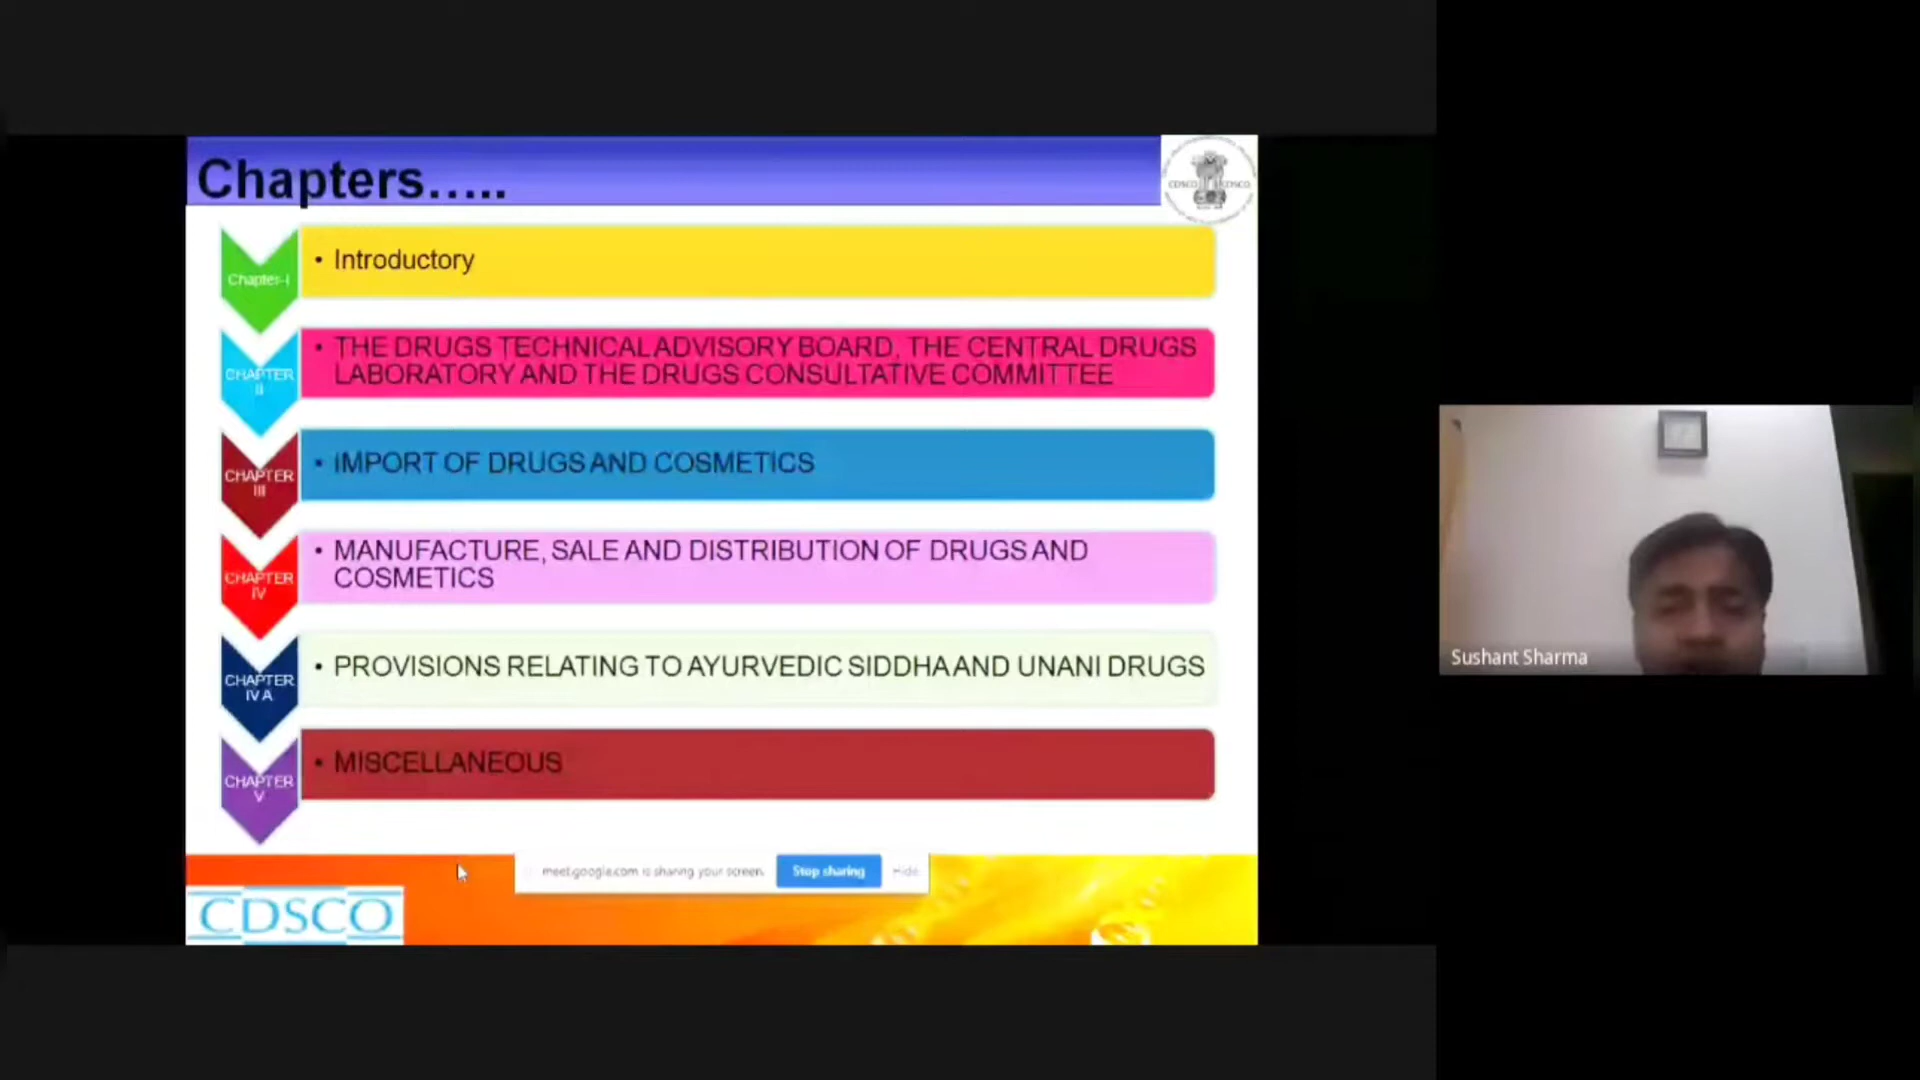 Chapters.....
Chapter-I
• Introductory
CHAPTER
II
• THE DRUGS TECHNICAL ADVISORY BOARD, THE CENTRAL DRUGS
LABORATORY AND THE DRUGS CONSULTATIVE COMMITTEE
CHAPTER
III
• IMPORT OF DRUGS AND COSMETICS
CHAPTER
IV
• MANUFACTURE, SALE AND DISTRIBUTION OF DRUGS AND
COSMETICS
CHAPTER
IV A
• PROVISIONS RELATING TO AYURVEDIC SIDDHA AND UNANI DRUGS
CHAPTER
V
• MISCELLANEOUS
meet.google.com is sharing your screen.
Stop sharing
Hide
CDSCO
CDSCO CDSCO
Sushant Sharma